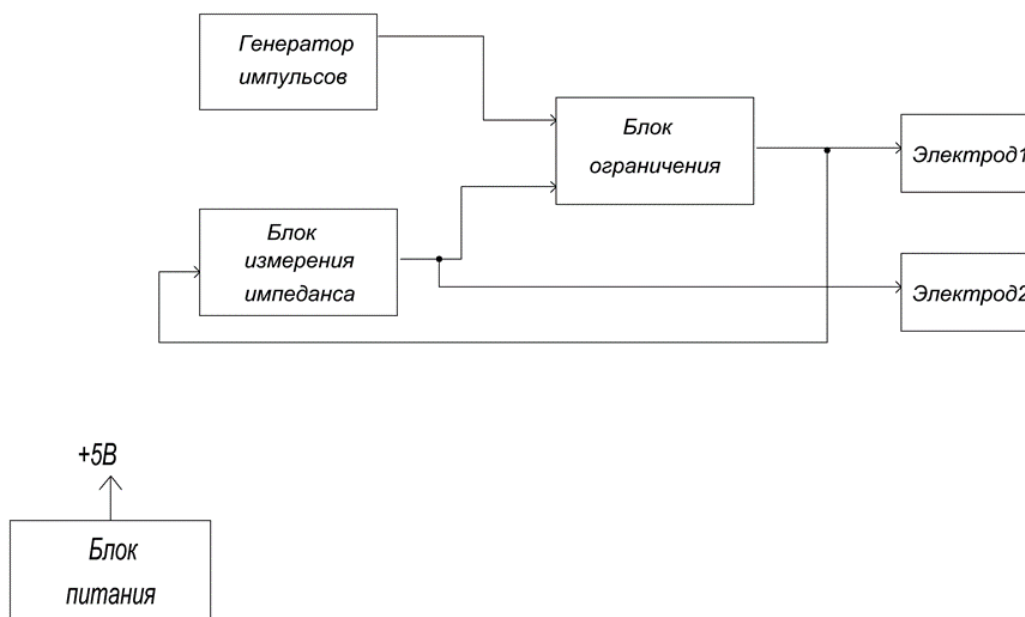 Генератор
импульсов
Блок
ограничения
Электрод1
Блок
измерения
импеданса
Электрод2
+5В
Блок
питания